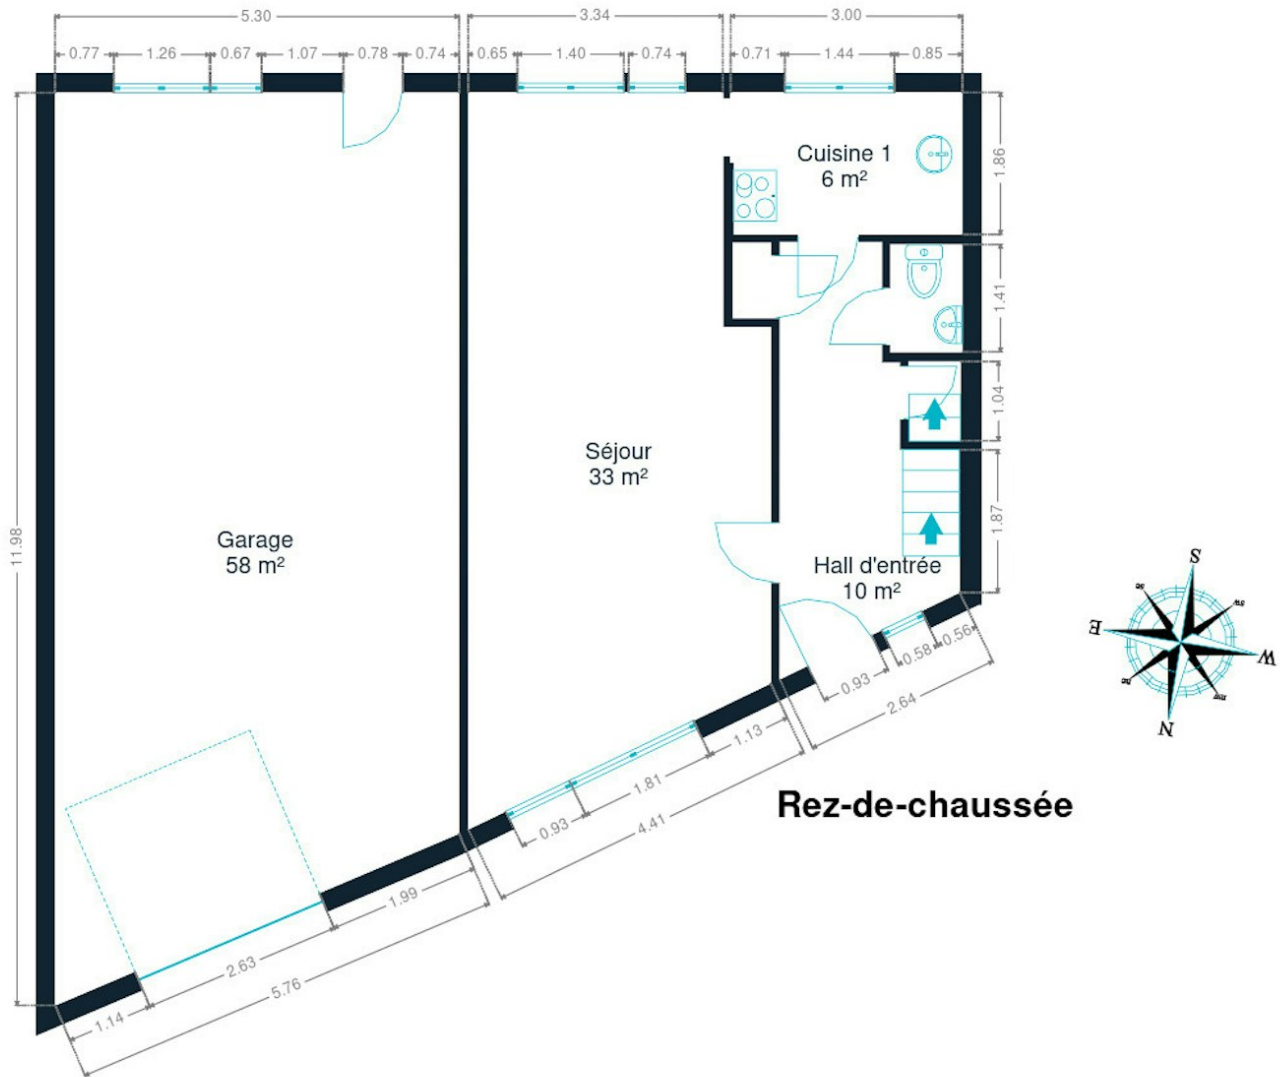 5.30 3.34 3.00
0.77 1.26 0.67 1.07 0.78 0.74 0.65 1.40 0.74 0.71 1.44 0.85
Cuisine 1
6 m²
1.86
1.41
1.04
Séjour
33 m²
1.87
11.98
Garage
58 m²
Hall d'entrée
10 m²
S
E
W
N
0.93 0.58 0.56
2.64
1.13
1.81
0.93
4.41
Rez-de-chaussée
1.99
2.63
5.76
1.14